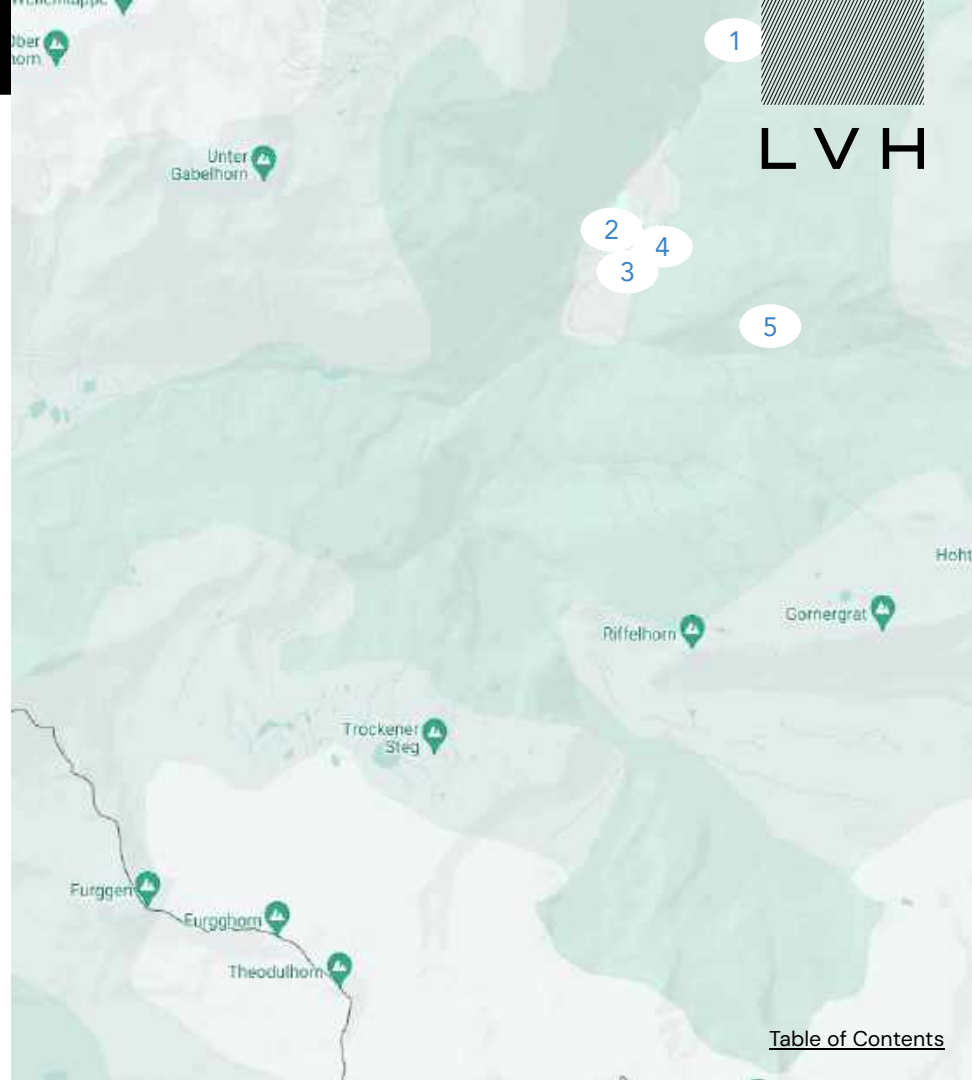 Ober
horn
1
LVH
Unter
Gabelhorn
2
4
3
5
Hoht
Gornergrat
Riffelhorn
Trockener
Steg
Furggen
Furgghorn
Theodulhorn
Table of Contents